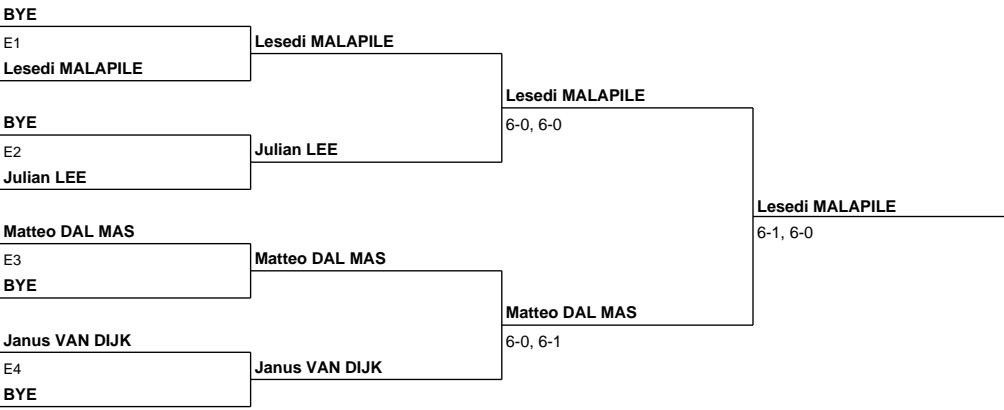 BYE
E1
Lesedi MALAPILE
Lesedi MALAPILE
BYE
E2
Julian LEE
Julian LEE
Lesedi MALAPILE
6-0, 6-0
Matteo DAL MAS
E3
BYE
Matteo DAL MAS
Janus VAN DIJK
E4
BYE
Janus VAN DIJK
Matteo DAL MAS
6-0, 6-1
Lesedi MALAPILE
6-1, 6-0